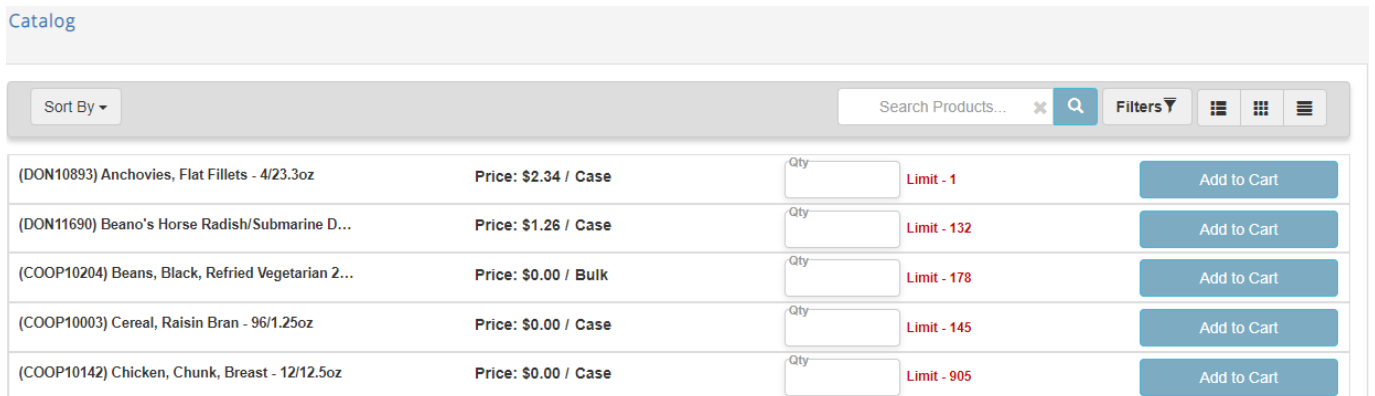 Catalog
Sort By
Search Products...
Filters
(DON10893) Anchovies, Flat Fillets - 4/23.3oz Price: $2.34 / Case Qty Limit - 1 Add to Cart
(DON11690) Beano's Horse Radish/Submarine D... Price: $1.26 / Case Qty Limit - 132 Add to Cart
(COOP10204) Beans, Black, Refried Vegetarian 2... Price: $0.00 / Bulk Qty Limit - 178 Add to Cart
(COOP10003) Cereal, Raisin Bran - 96/1.25oz Price: $0.00 / Case Qty Limit - 145 Add to Cart
(COOP10142) Chicken, Chunk, Breast - 12/12.5oz Price: $0.00 / Case Qty Limit - 905 Add to Cart